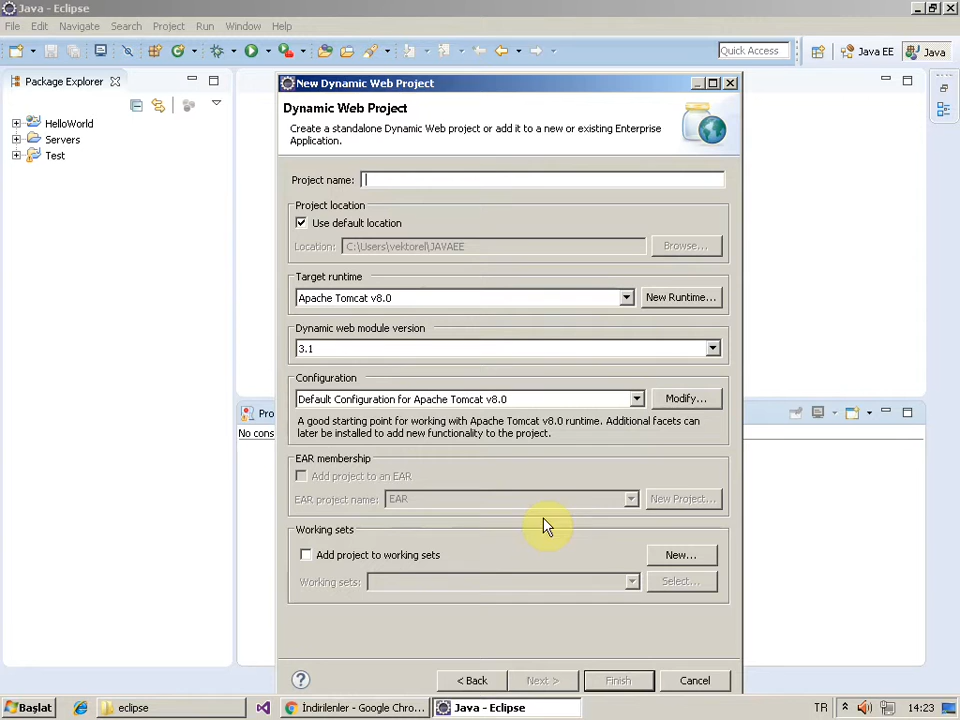 Java - Eclipse
File Edit Navigate Search Project Run Window Help
Quick Access Java EE Java
Package Explorer
HelloWorld
Servers
Test
New Dynamic Web Project
Dynamic Web Project
Create a standalone Dynamic Web project or add it to a new or existing Enterprise
Application.
Project name:
Project location
Use default location
Location: C:\Users\vektorel\JAVAEE Browse...
Target runtime
Apache Tomcat v8.0 New Runtime...
Dynamic web module version
3.1
Configuration
Default Configuration for Apache Tomcat v8.0 Modify...
A good starting point for working with Apache Tomcat v8.0 runtime. Additional facets can
later be installed to add new functionality to the project.
EAR membership
Add project to an EAR
EAR project name: EAR New Project...
Working sets
Add project to working sets New...
Working sets: Select...
< Back Next > Finish Cancel
Pro
No cons
Başlat eclipse İndirilenler - Google Chro... Java - Eclipse TR 14:23